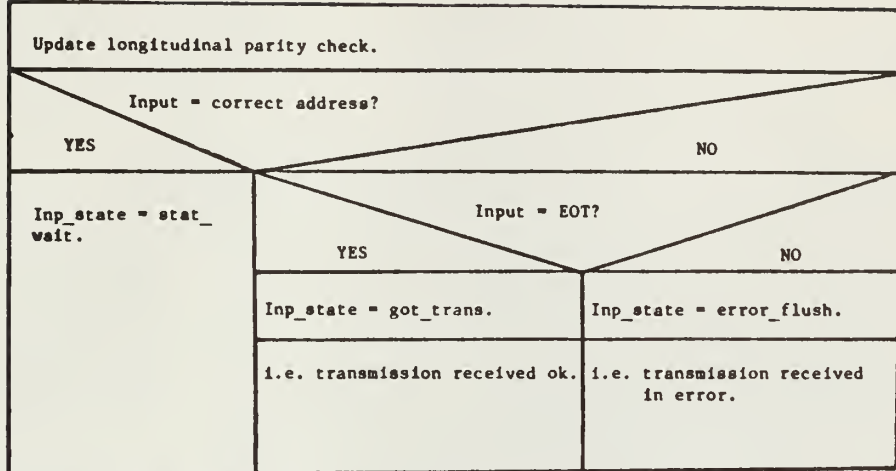 Update longitudinal parity check.
Input = correct address?
YES
NO
Inp_state = stat_
wait.
Input = EOT?
YES
NO
Inp_state = got_trans.
Inp_state = error_flush.
i.e. transmission received ok.
i.e. transmission received
in error.